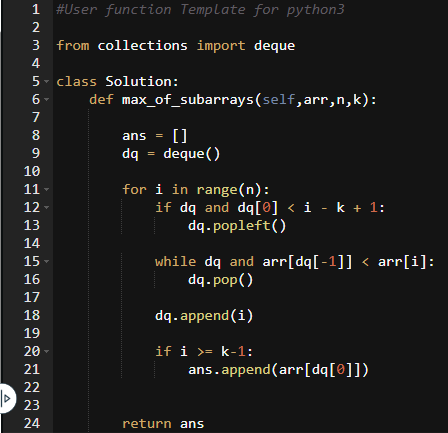 1 #User function Template for python3
2
3 from collections import deque
4
5 class Solution:
6     def max_of_subarrays(self,arr,n,k):
7
8         ans = []
9         dq = deque()
10
11         for i in range(n):
12             if dq and dq[0] < i - k + 1:
13                 dq.popleft()
14
15             while dq and arr[dq[-1]] < arr[i]:
16                 dq.pop()
17
18             dq.append(i)
19
20             if i >= k-1:
21                 ans.append(arr[dq[0]])
22
23
24         return ans